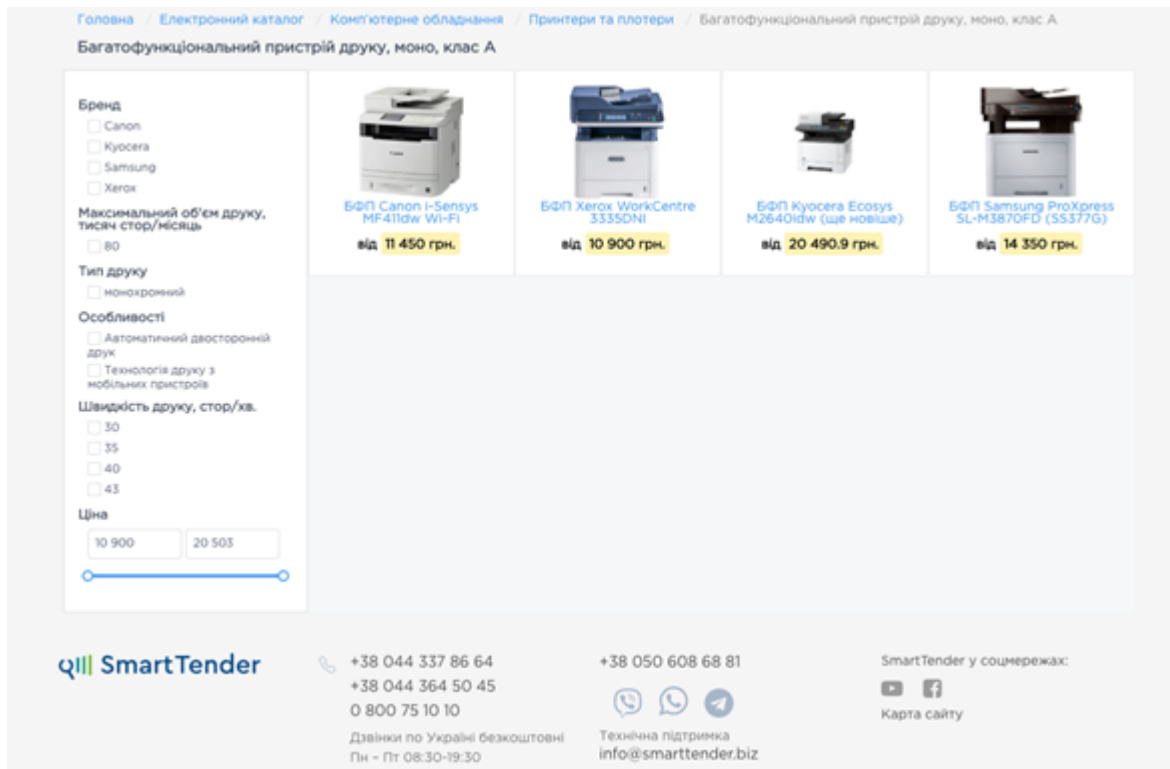 Головна / Електронний каталог / Комп'ютерне обладнання / Принтери та плотери / Багатофункціональний пристрій друку, моно, клас А
Багатофункціональний пристрій друку, моно, клас А
Бренд
Canon
Kyocera
Samsung
Xerox
Максимальний об'єм друку,
тисяч стор/місяць
80
Тип друку
монохромний
Особливості
Автоматичний двосторонній
друк
Технологія друку з
мобільних пристроїв
Швидкість друку, стор/хв.
30
35
40
43
Ціна
10 900 20 503
БФП Canon i-Sensys
MF411dw Wi-Fi
від 11 450 грн.
БФП Xerox WorkCentre
3335DNI
від 10 900 грн.
БФП Kyocera Ecosys
M2640idw (ще новіше)
від 20 490.9 грн.
БФП Samsung ProXpress
SL-M3870FD (SS377G)
від 14 350 грн.
SmartTender
+38 044 337 86 64
+38 044 364 50 45
0 800 75 10 10
Дзвінки по Україні безкоштовні
Пн – Пт 08:30-19:30
+38 050 608 68 81
Технічна підтримка
info@smarttender.biz
SmartTender у соцмережах:
Карта сайту